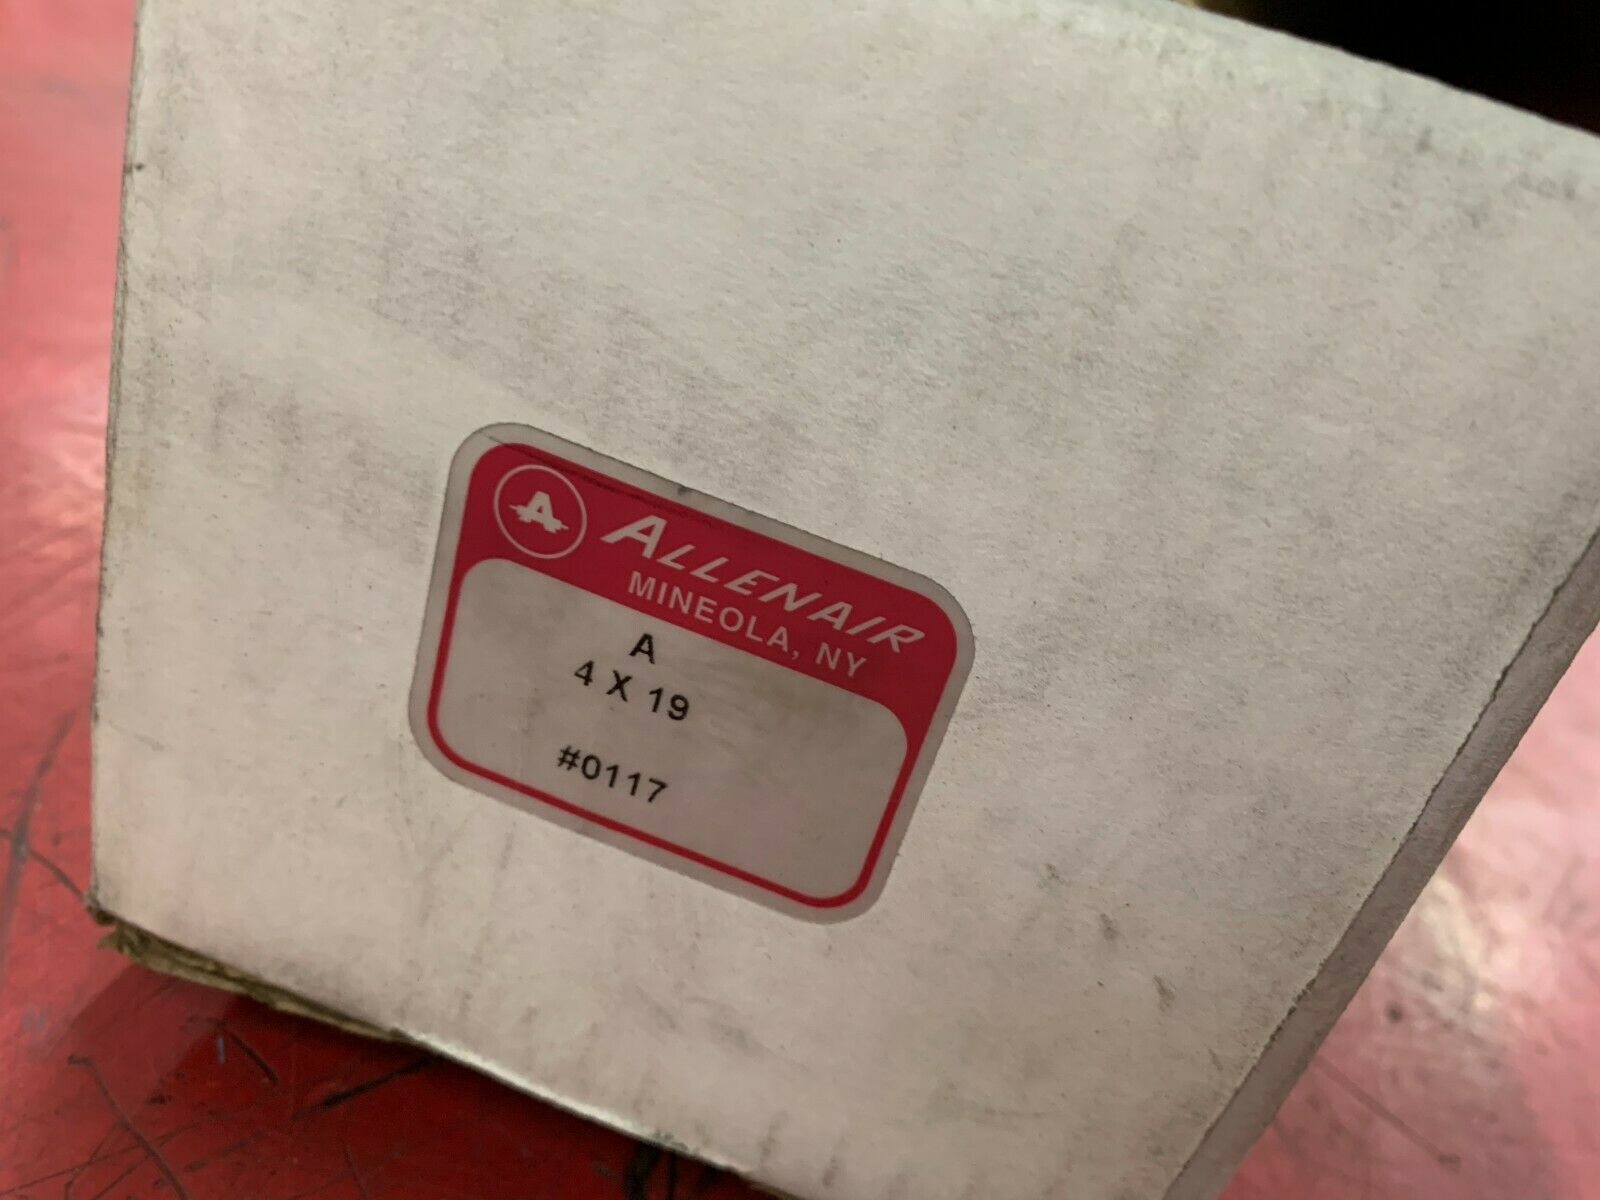 A
ALLENAIR
MINEOLA, NY
A
4 X 19
#0117